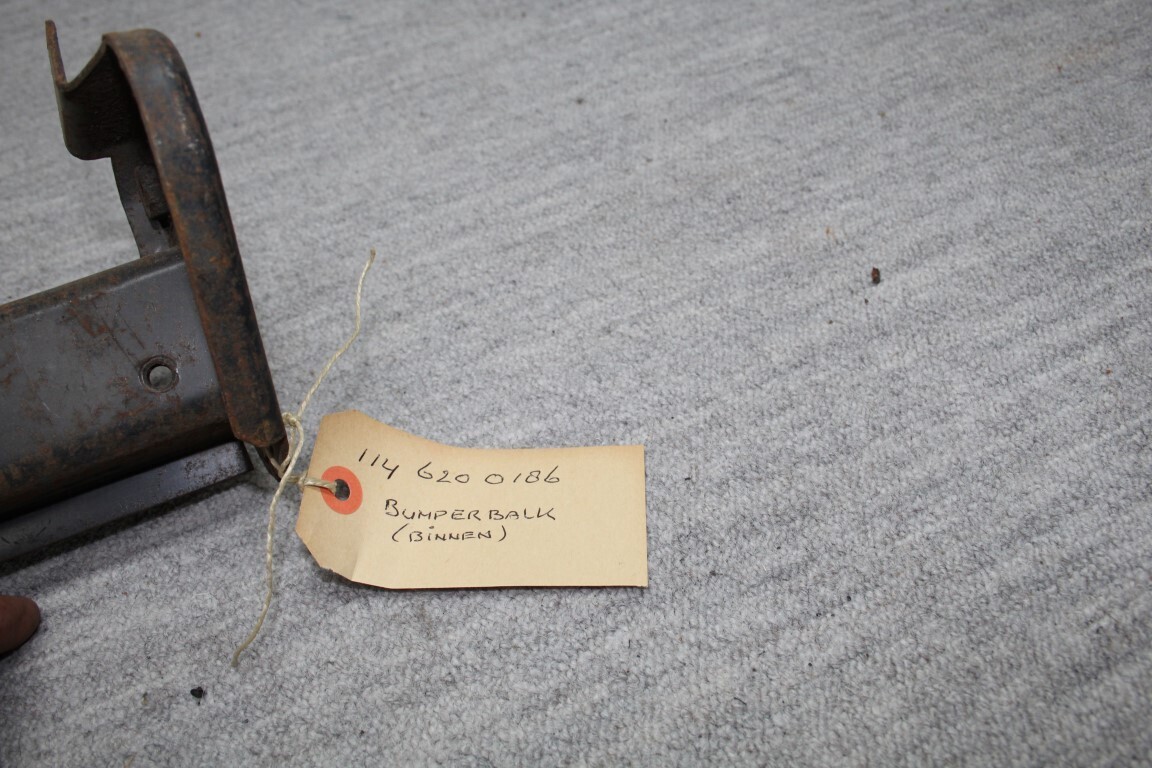 114 620 0186
BUMPERBALK
(BINNEN)